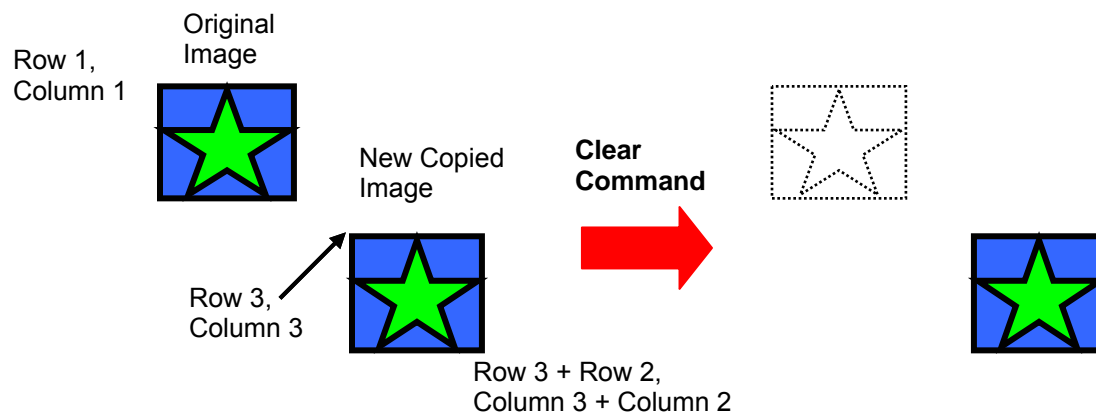 Original
Image
Row 1,
Column 1
New Copied
Image
Clear
Command
Row 3,
Column 3
Row 3 + Row 2,
Column 3 + Column 2